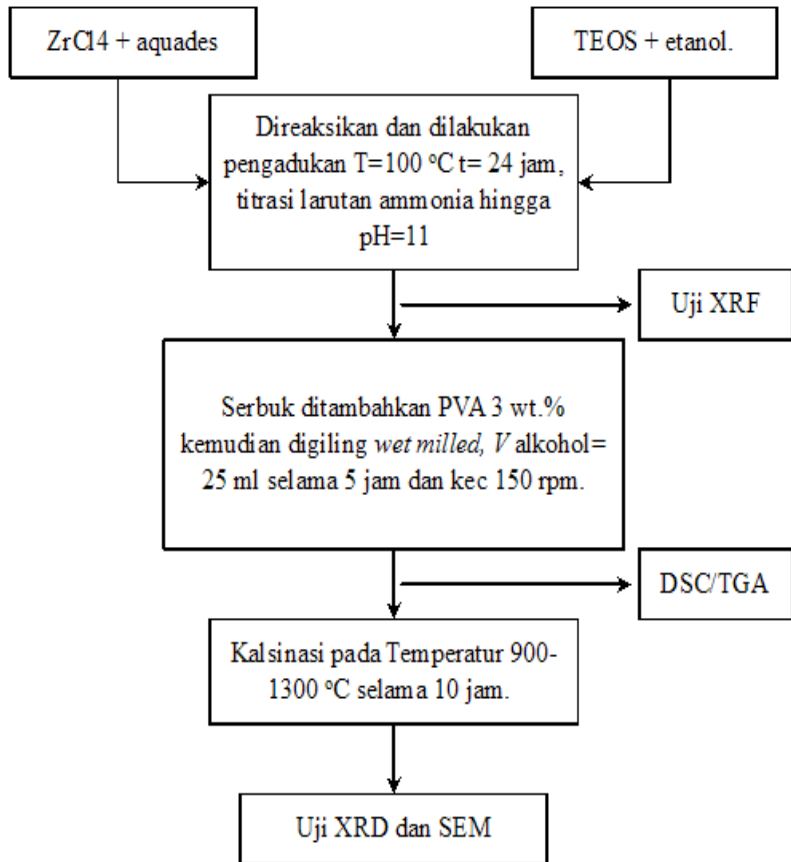 ZrCl4 + aquades
TEOS + etanol.
Direaksikan dan dilakukan
pengadukan T=100 °C t= 24 jam,
titrasi larutan ammonia hingga
pH=11
Uji XRF
Serbuk ditambahkan PVA 3 wt.%
kemudian digiling wet milled, V alkohol=
25 ml selama 5 jam dan kec 150 rpm.
DSC/TGA
Kalsinasi pada Temperatur 900-
1300 °C selama 10 jam.
Uji XRD dan SEM